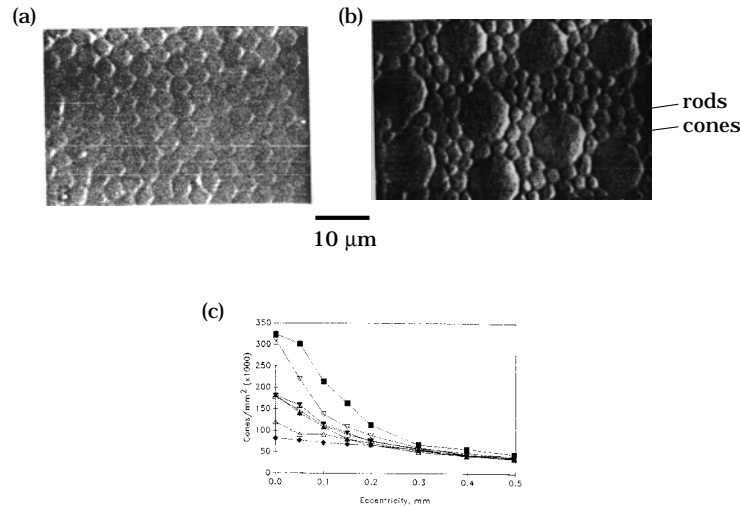 (a)
(b)
rods
cones
10 μm
(c)
350
300
250
200
150
100
50
0
Cones/mm² (x1000)
0.0 0.1 0.2 0.3 0.4 0.5
Eccentricity, mm